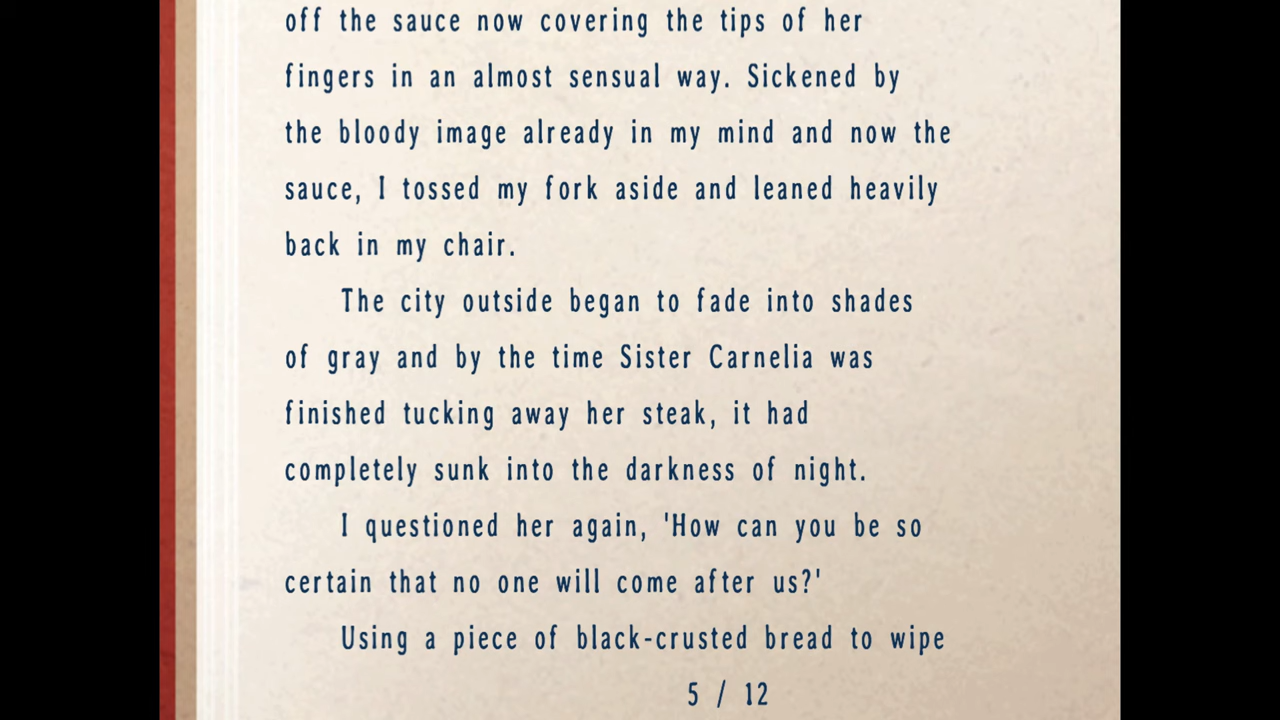 off the sauce now covering the tips of her
fingers in an almost sensual way. Sickened by
the bloody image already in my mind and now the
sauce, I tossed my fork aside and leaned heavily
back in my chair.
The city outside began to fade into shades
of gray and by the time Sister Carnelia was
finished tucking away her steak, it had
completely sunk into the darkness of night.
I questioned her again, 'How can you be so
certain that no one will come after us?'
Using a piece of black-crusted bread to wipe
5 / 12